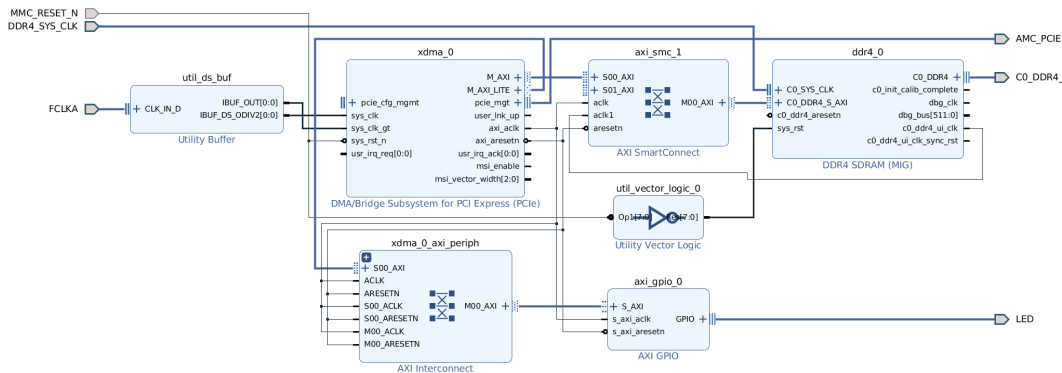 MMC_RESET_N
DDR4_SYS_CLK
FCLKA
util_ds_buf
CLK_IN_D
IBUF_OUT[0:0]
IBUF_DS_ODIV2[0:0]
Utility Buffer
xdma_0
pcie_cfg_mgmt
sys_clk
sys_clk_gt
sys_rst_n
usr_irq_req[0:0]
M_AXI
M_AXI_LITE
pcie_mgt
user_lnk_up
axi_aclk
axi_aresetn
usr_irq_ack[0:0]
msi_enable
msi_vector_width[2:0]
DMA/Bridge Subsystem for PCI Express (PCIe)
axi_smc_1
S00_AXI
S01_AXI
aclk
aclk1
aresetn
M00_AXI
AXI SmartConnect
ddr4_0
C0_SYS_CLK
C0_DDR4_S_AXI
c0_ddr4_aresetn
sys_rst
C0_DDR4
c0_init_calib_complete
dbg_clk
dbg_bus[511:0]
c0_ddr4_ui_clk
c0_ddr4_ui_clk_sync_rst
DDR4 SDRAM (MIG)
AMC_PCIE
C0_DDR4
util_vector_logic_0
Op1[7:0]
Res[7:0]
Utility Vector Logic
xdma_0_axi_periph
S00_AXI
ACLK
ARESETN
S00_ACLK
S00_ARESETN
M00_ACLK
M00_ARESETN
M00_AXI
AXI Interconnect
axi_gpio_0
S_AXI
s_axi_aclk
s_axi_aresetn
GPIO
AXI GPIO
LED